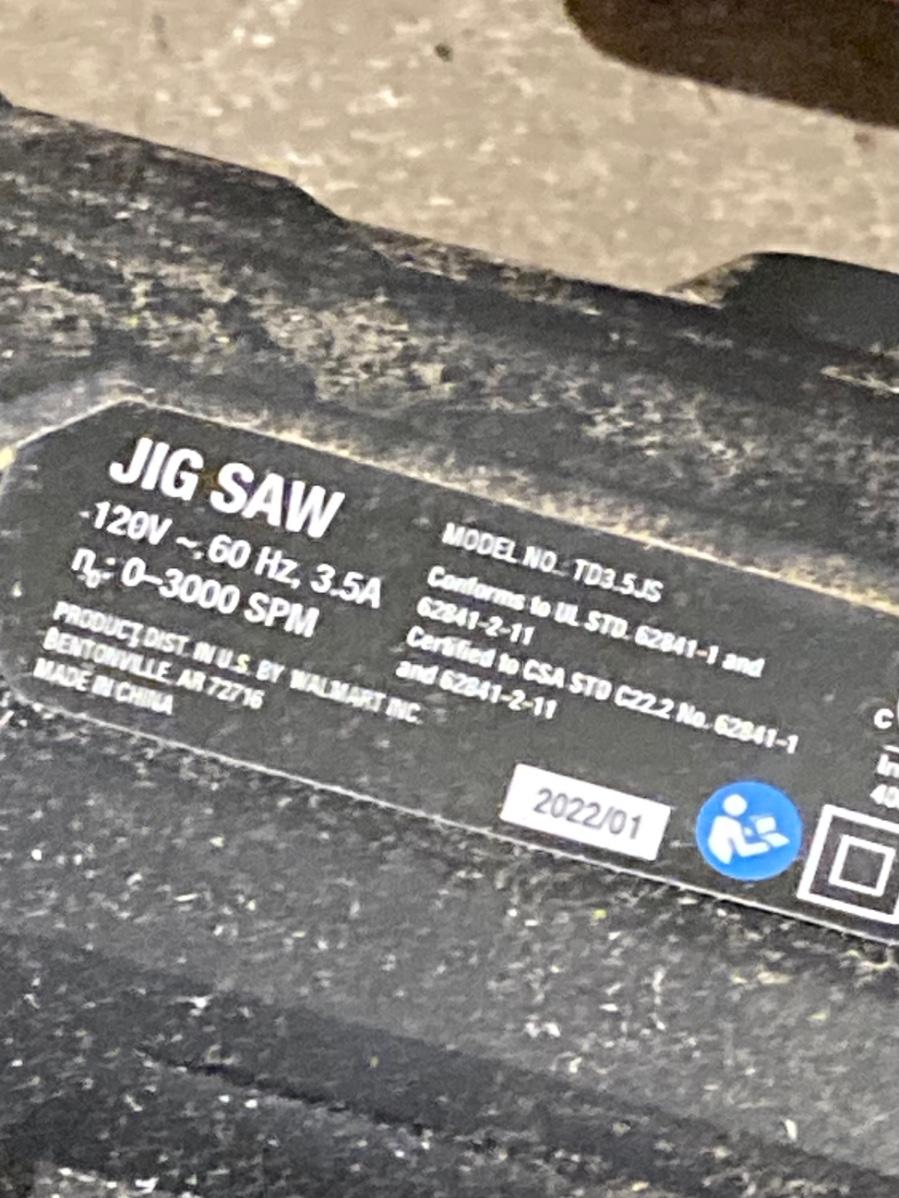 JIG SAW
120V ~, 60 Hz, 3.5A
n₀: 0–3000 SPM
PRODUCT DIST. IN U.S. BY WALMART INC.
BENTONVILLE, AR 72716
MADE IN CHINA
MODEL NO.: TD3.5JS
Conforms to UL STD. 62841-1 and
62841-2-11
Certified to CSA STD C22.2 No. 62841-1
and 62841-2-11
2022/01
C